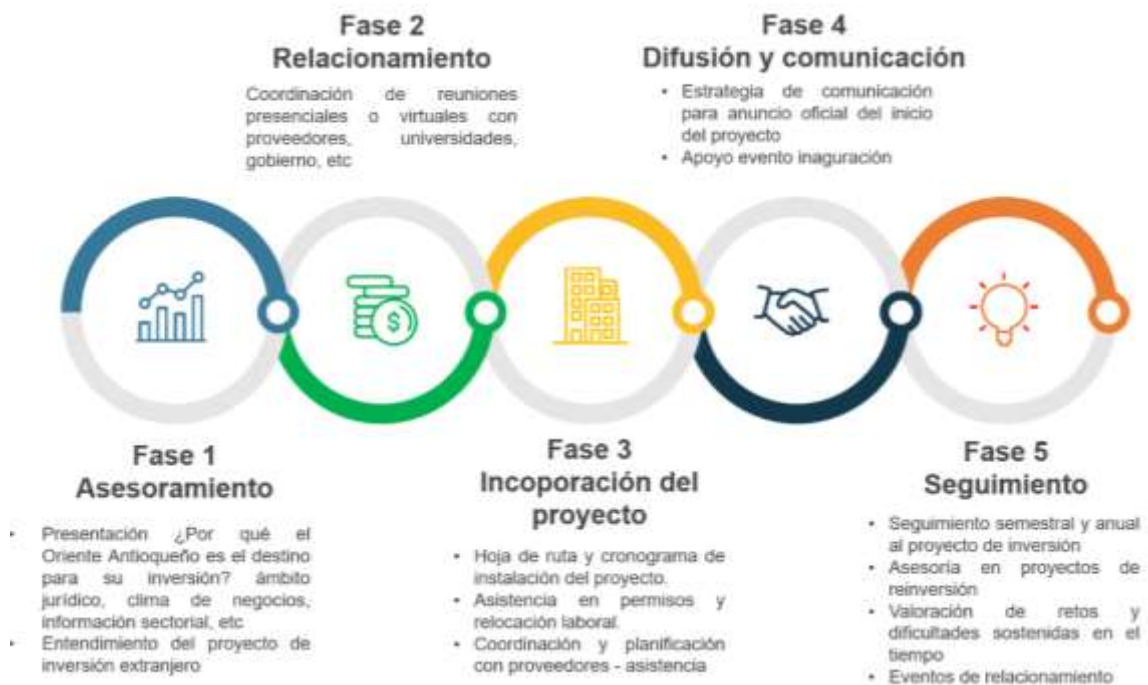 Fase 1
Asesoramiento
• Presentación ¿Por qué el
Oriente Antioqueño es el destino
para su inversión? ámbito
jurídico, clima de negocios,
información sectorial, etc
• Entendimiento del proyecto de
inversión extranjero
Fase 2
Relacionamiento
Coordinación de reuniones
presenciales o virtuales con
proveedores, universidades,
gobierno, etc
$
Fase 3
Incoporación del
proyecto
• Hoja de ruta y cronograma de
instalación del proyecto.
• Asistencia en permisos y
relocación laboral.
• Coordinación y planificación
con proveedores - asistencia
Fase 4
Difusión y comunicación
• Estrategia de comunicación
para anuncio oficial del inicio
del proyecto
• Apoyo evento inaguración
Fase 5
Seguimiento
• Seguimiento semestral y anual
al proyecto de inversión
• Asesoría en proyectos de
reinversión
• Valoración de retos y
dificultades sostenidas en el
tiempo
• Eventos de relacionamiento